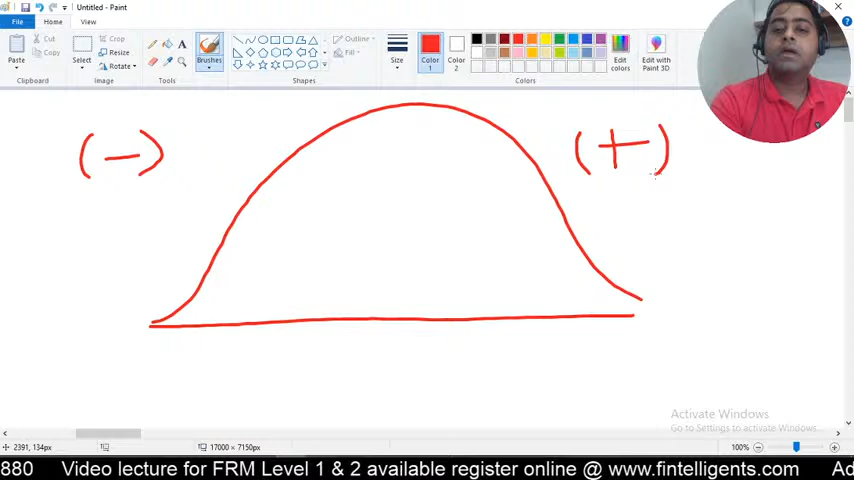 Untitled - Paint
File Home View
Paste
Cut
Copy
Clipboard
Select
Crop
Resize
Rotate
Image
Tools
Brushes
Shapes
Outline
Fill
Size
Color 1
Color 2
Colors
Edit colors
Edit with Paint 3D
(-)
(+)
Activate Windows
Go to Settings to activate Windows.
2391, 134px
17000 × 7150px
100%
880 Video lecture for FRM Level 1 & 2 available register online @ www.fintelligents.com Ad